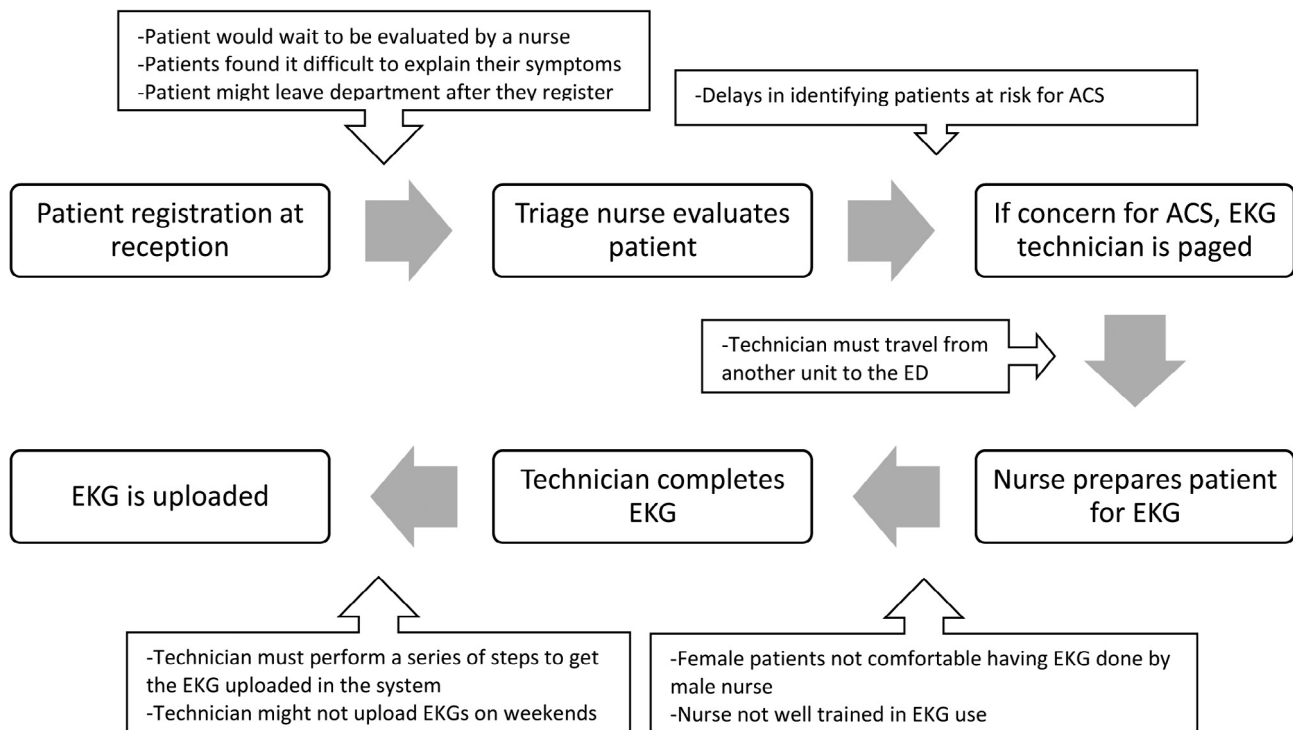 -Patient would wait to be evaluated by a nurse
-Patients found it difficult to explain their symptoms
-Patient might leave department after they register
-Delays in identifying patients at risk for ACS
Patient registration at
reception
Triage nurse evaluates
patient
If concern for ACS, EKG
technician is paged
-Technician must travel from
another unit to the ED
EKG is uploaded
Technician completes
EKG
Nurse prepares patient
for EKG
-Technician must perform a series of steps to get
the EKG uploaded in the system
-Technician might not upload EKGs on weekends
-Female patients not comfortable having EKG done by
male nurse
-Nurse not well trained in EKG use